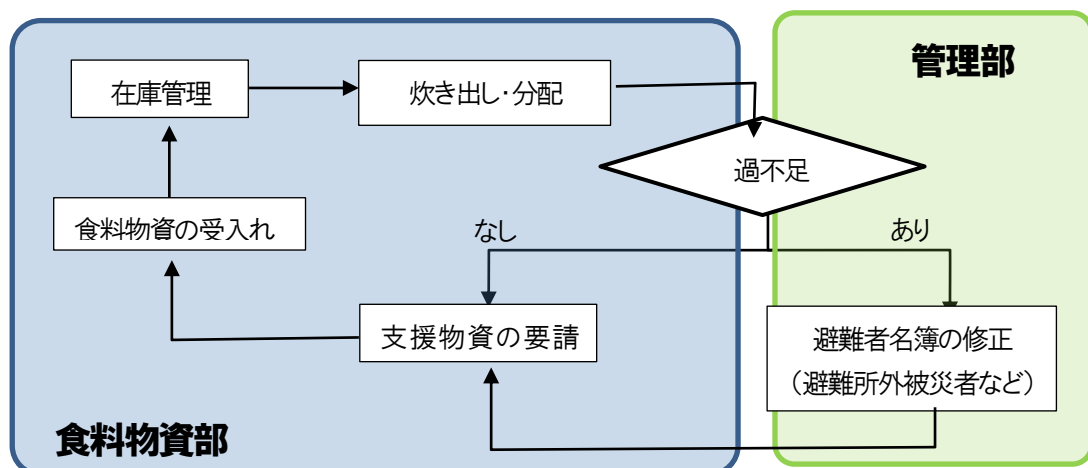 管理部
在庫管理
炊き出し・分配
過不足
食料物資の受入れ
なし
あり
支援物資の要請
避難者名簿の修正
（避難所外被災者など）
食料物資部